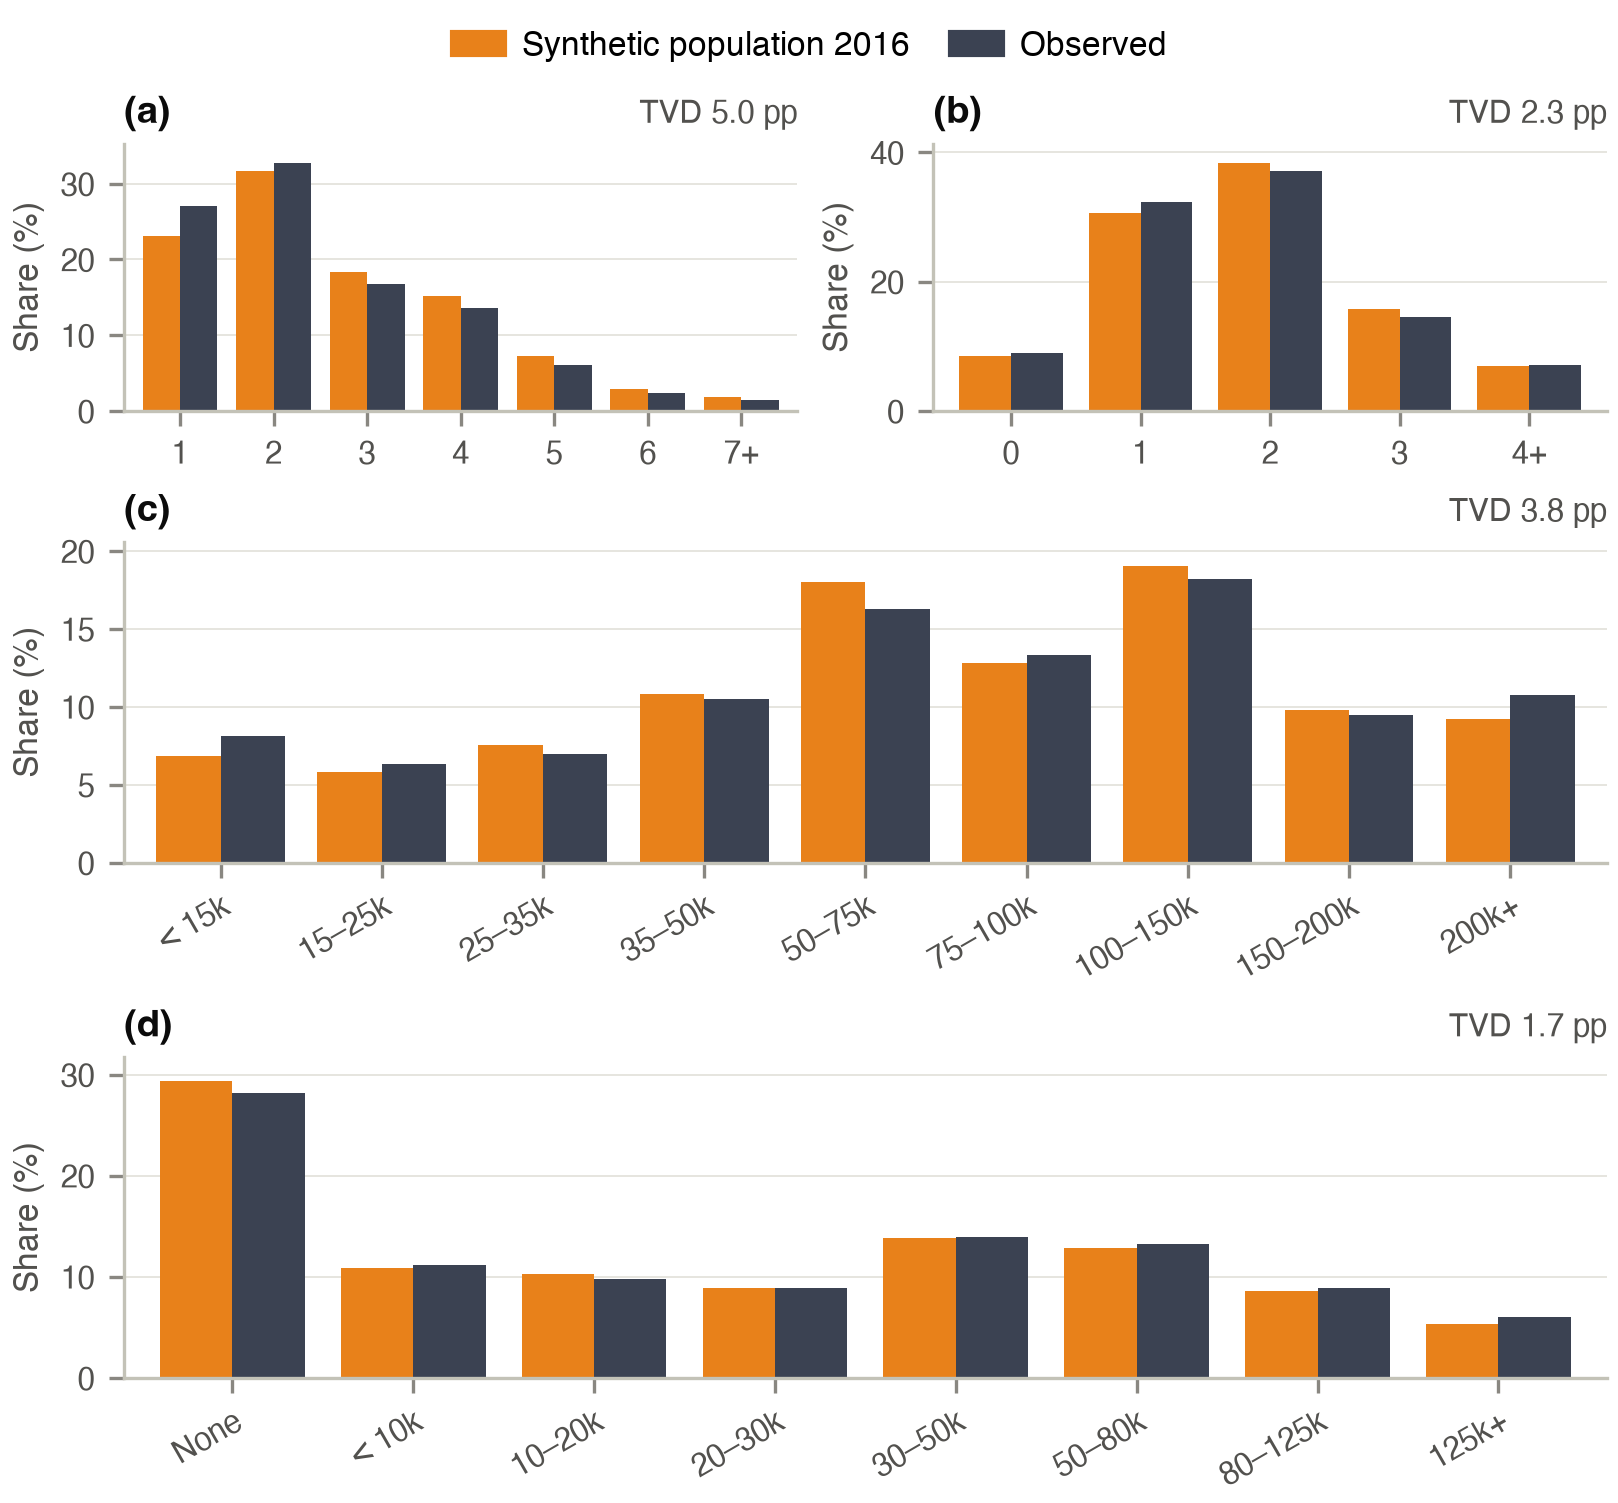 Synthetic population 2016 Observed
(a) TVD 5.0 pp
Share (%)
30
20
10
0
1 2 3 4 5 6 7+
(b) TVD 2.3 pp
Share (%)
40
20
0
0 1 2 3 4+
(c) TVD 3.8 pp
Share (%)
20
15
10
5
0
< 15k 15–25k 25–35k 35–50k 50–75k 75–100k 100–150k 150–200k 200k+
(d) TVD 1.7 pp
Share (%)
30
20
10
0
None < 10k 10–20k 20–30k 30–50k 50–80k 80–125k 125k+